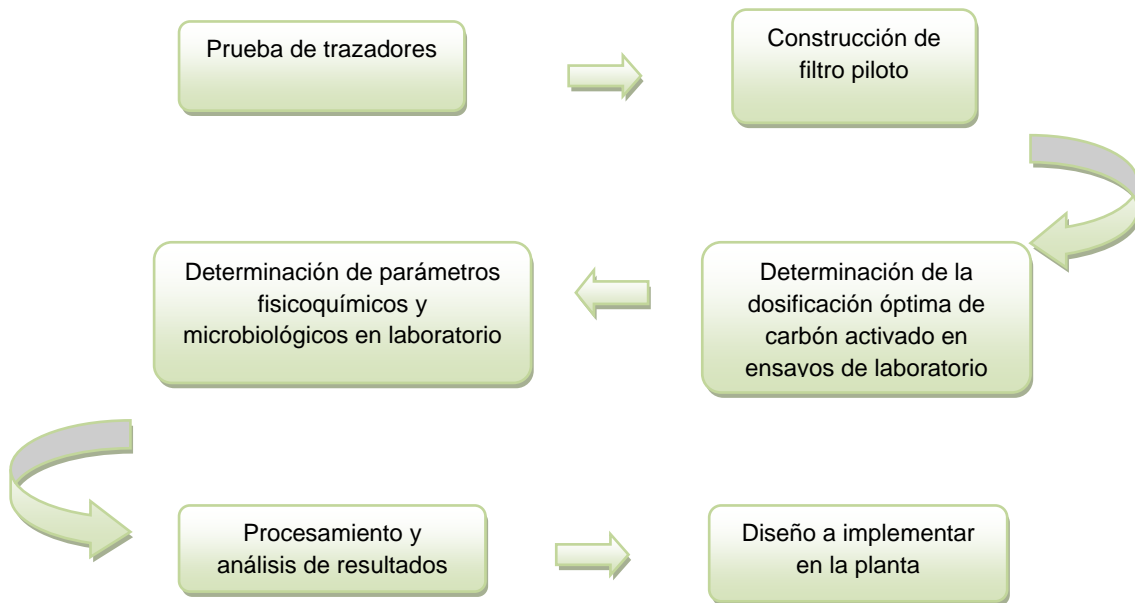 Prueba de trazadores
Construcción de
filtro piloto
Determinación de la
dosificación óptima de
carbón activado en
ensayos de laboratorio
Determinación de parámetros
fisicoquímicos y
microbiológicos en laboratorio
Procesamiento y
análisis de resultados
Diseño a implementar
en la planta